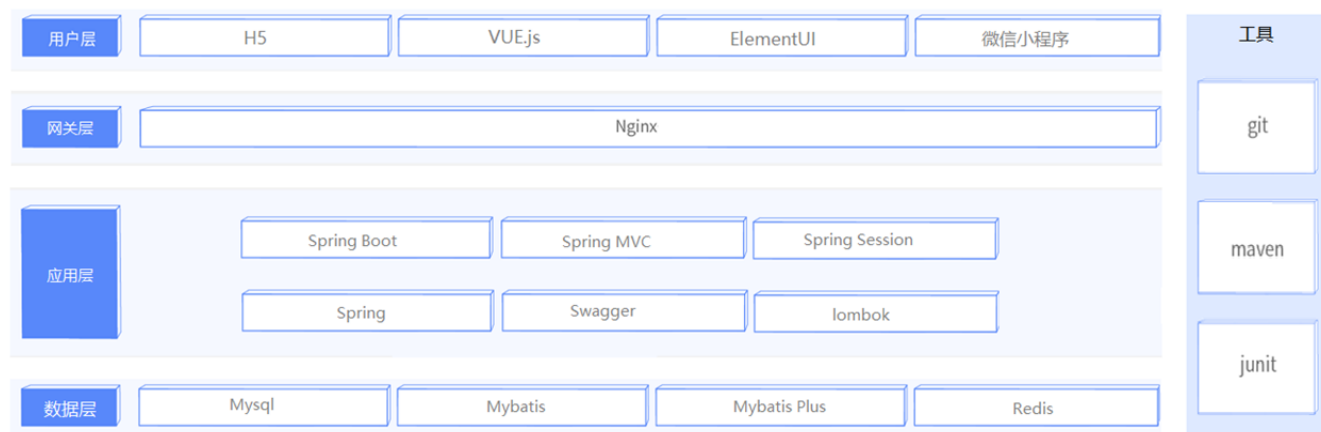 用户层
H5
VUE.js
ElementUI
微信小程序
网关层
Nginx
应用层
Spring Boot
Spring MVC
Spring Session
Spring
Swagger
lombok
数据层
Mysql
Mybatis
Mybatis Plus
Redis
工具
git
maven
junit